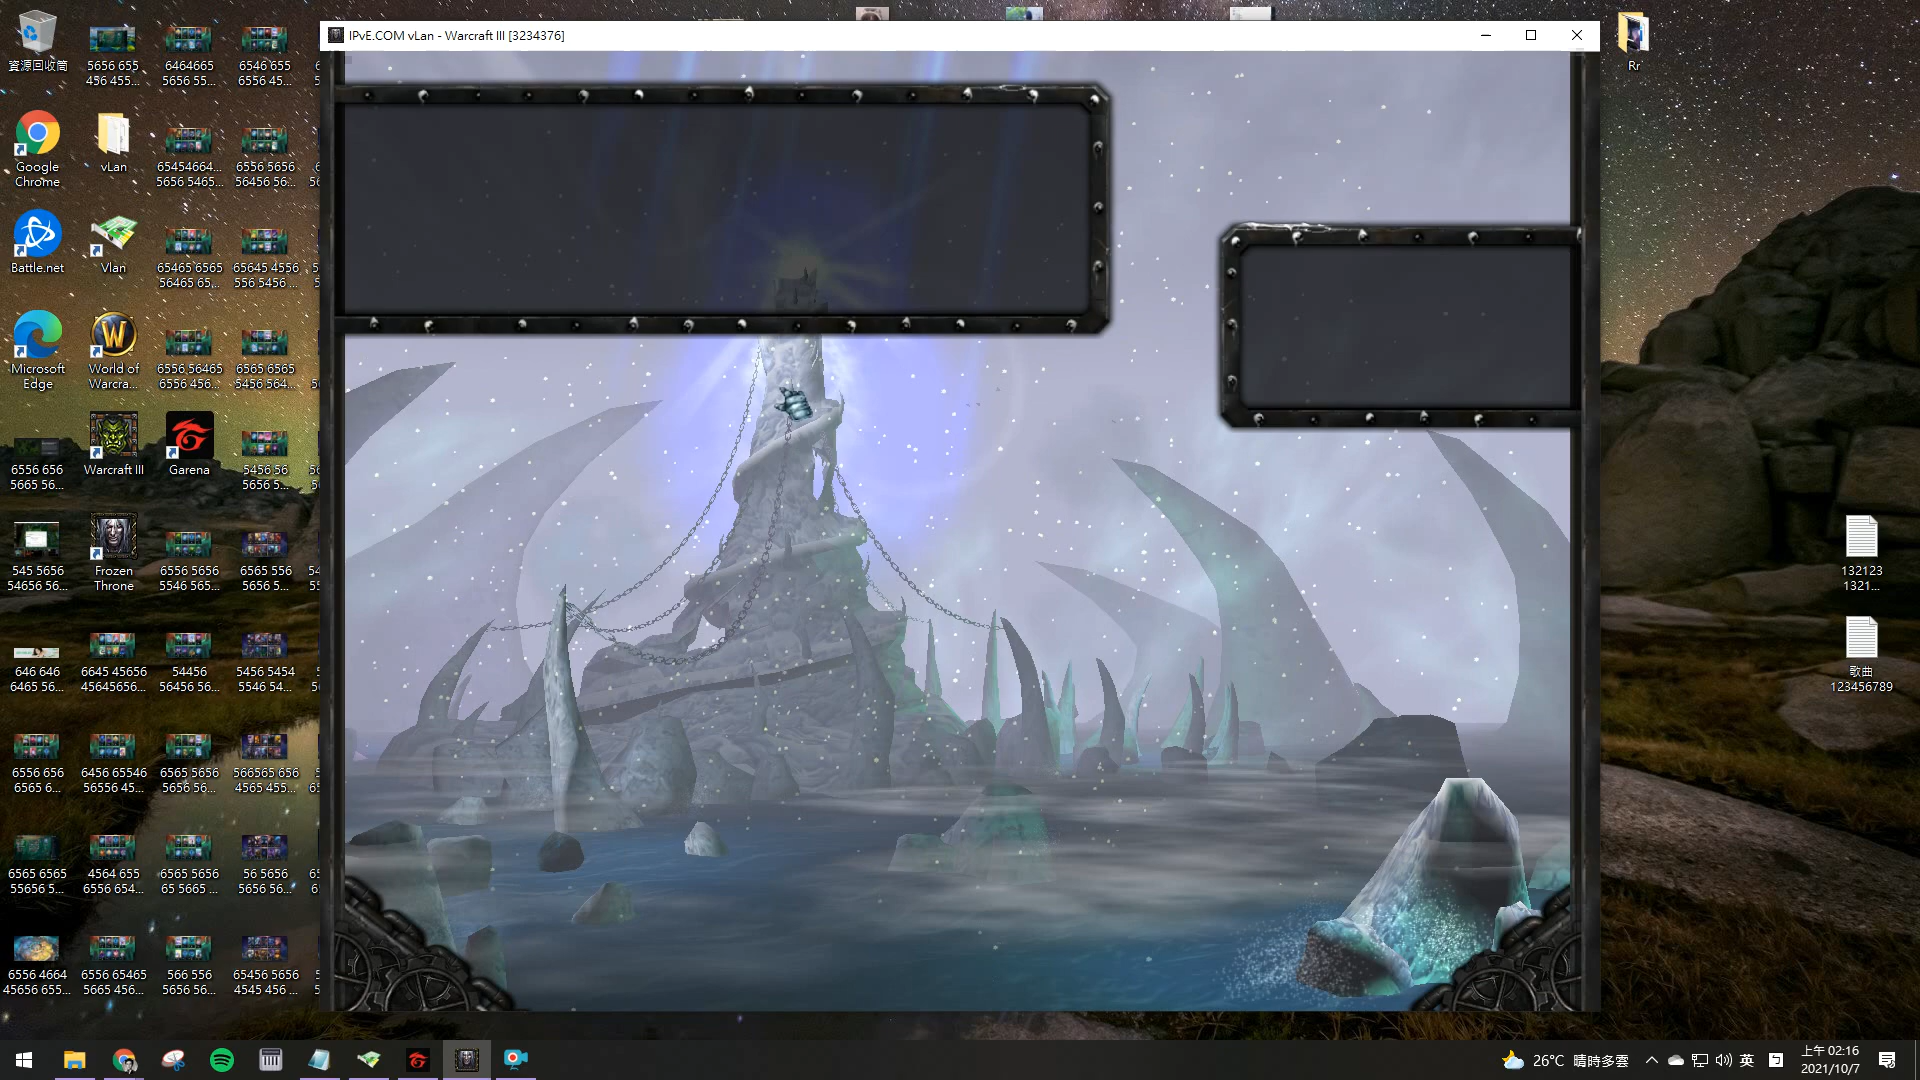 IPvE.COM vLan - Warcraft III [3234376]
資源回收筒
5656 655
456 455...
6464665
5656 55...
6546 655
6556 45...
Rr
Google
Chrome
vLan
65454664...
5656 5465...
6556 5656
56456 56...
Battle.net
Vlan
65465 6565
56465 65...
65645 4556
556 5456 ...
Microsoft
Edge
World of
Warcra...
6556 56465
6556 456...
6565 6565
5456 564...
6556 656
5665 56...
Warcraft III
Garena
5456 56
5656 5...
545 5656
54656 56...
Frozen
Throne
6556 5656
5546 565...
6565 556
5656 5...
132123
1321...
646 646
6465 56...
6645 45656
45645656...
54456
56456 56...
5456 5454
5546 54...
歌曲
123456789
6556 656
6565 6...
6456 65546
56556 45...
6565 5656
5656 56...
566565 656
4565 455...
6565 6565
55656 5...
4564 655
6556 654...
6565 5656
65 5665 ...
56 5656
5656 56...
6556 4664
45656 655...
6556 65465
5665 456...
566 556
5656 56...
65456 5656
4545 456 ...
26°C 晴時多雲
英
上午 02:16
2021/10/7